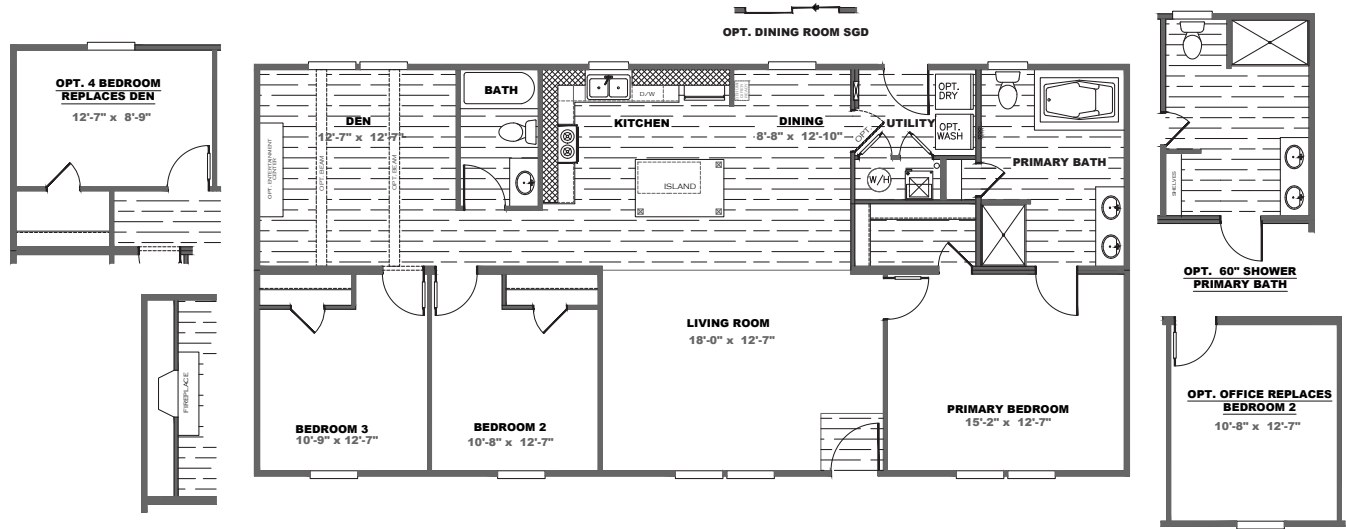 OPT. DINING ROOM SGD
OPT. 4 BEDROOM
REPLACES DEN
12'-7" x 8'-9"
DEN
12'-7" x 12'-7"
OPT. ENTERTAINMENT
CENTER
OPT. BEAM
OPT. BEAM
BATH
D/W
KITCHEN
ISLAND
DINING
8'-8" x 12'-10"
OPT.
UTILITY
OPT.
DRY
OPT.
WASH
W/H
PRIMARY BATH
SHELVES
OPT. 60" SHOWER
PRIMARY BATH
FIREPLACE
BEDROOM 3
10'-9" x 12'-7"
BEDROOM 2
10'-8" x 12'-7"
LIVING ROOM
18'-0" x 12'-7"
PRIMARY BEDROOM
15'-2" x 12'-7"
OPT. OFFICE REPLACES
BEDROOM 2
10'-8" x 12'-7"